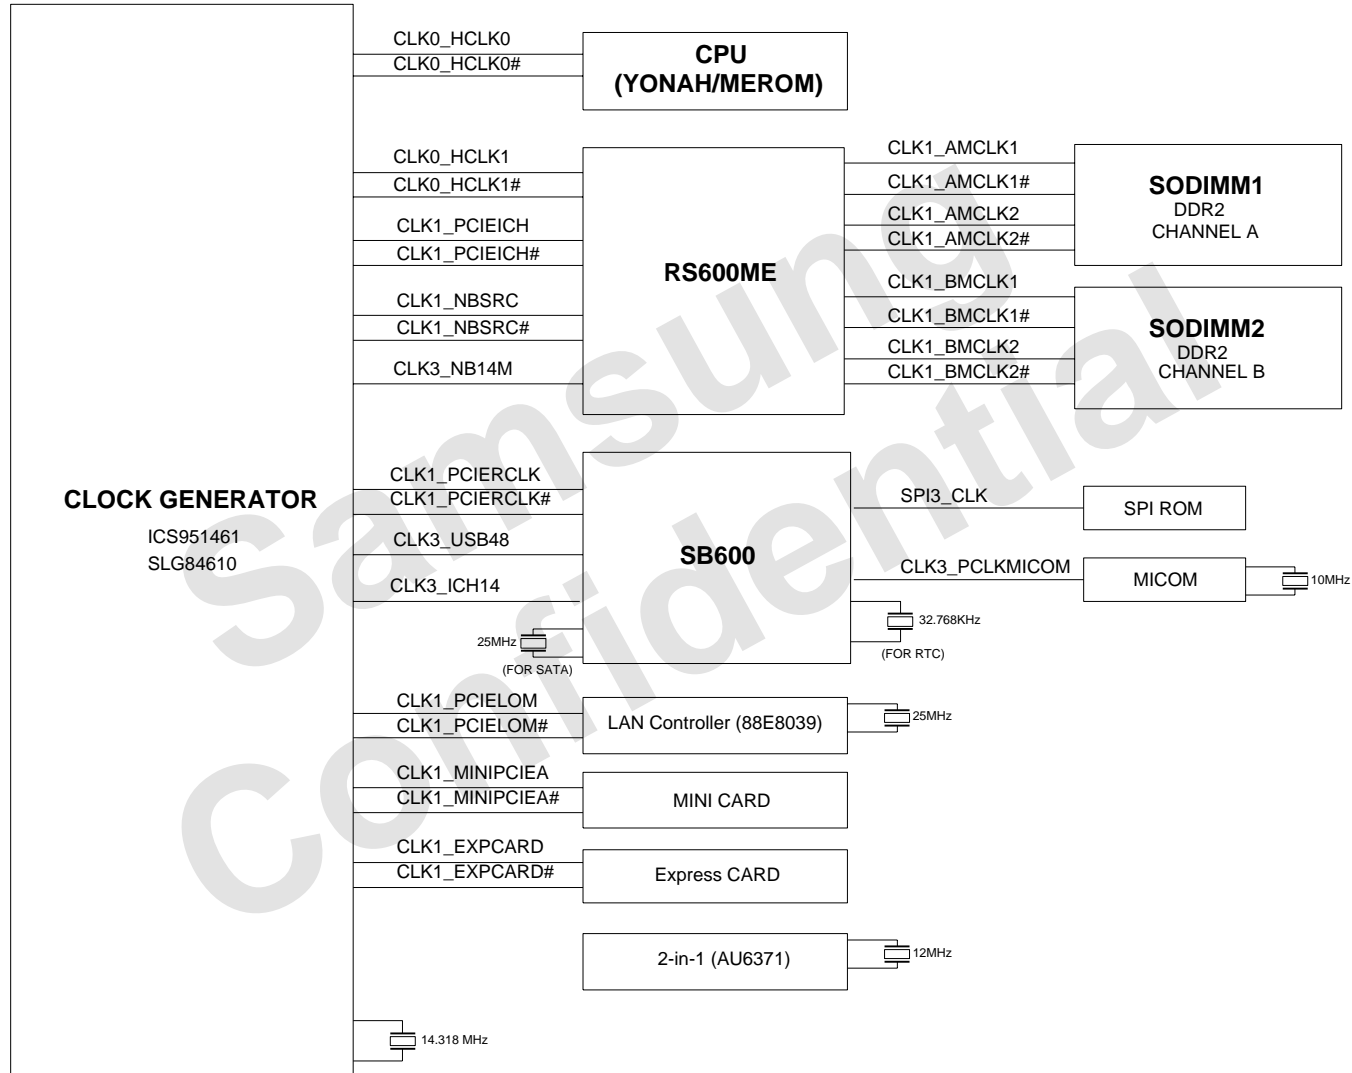 CLOCK GENERATOR
ICS951461
SLG84610
CLK0_HCLK0
CLK0_HCLK0#
CPU
(YONAH/MEROM)
CLK0_HCLK1
CLK0_HCLK1#
CLK1_PCIEICH
CLK1_PCIEICH#
CLK1_NBSRC
CLK1_NBSRC#
CLK3_NB14M
RS600ME
CLK1_AMCLK1
CLK1_AMCLK1#
CLK1_AMCLK2
CLK1_AMCLK2#
SODIMM1
DDR2
CHANNEL A
CLK1_BMCLK1
CLK1_BMCLK1#
CLK1_BMCLK2
CLK1_BMCLK2#
SODIMM2
DDR2
CHANNEL B
CLK1_PCIERCLK
CLK1_PCIERCLK#
CLK3_USB48
CLK3_ICH14
25MHz
(FOR SATA)
SB600
SPI3_CLK
SPI ROM
CLK3_PCLKMICOM
MICOM
10MHz
32.768KHz
(FOR RTC)
CLK1_PCIELOM
CLK1_PCIELOM#
LAN Controller (88E8039)
25MHz
CLK1_MINIPCIEA
CLK1_MINIPCIEA#
MINI CARD
CLK1_EXPCARD
CLK1_EXPCARD#
Express CARD
2-in-1 (AU6371)
12MHz
14.318 MHz
Samsung
Confidential